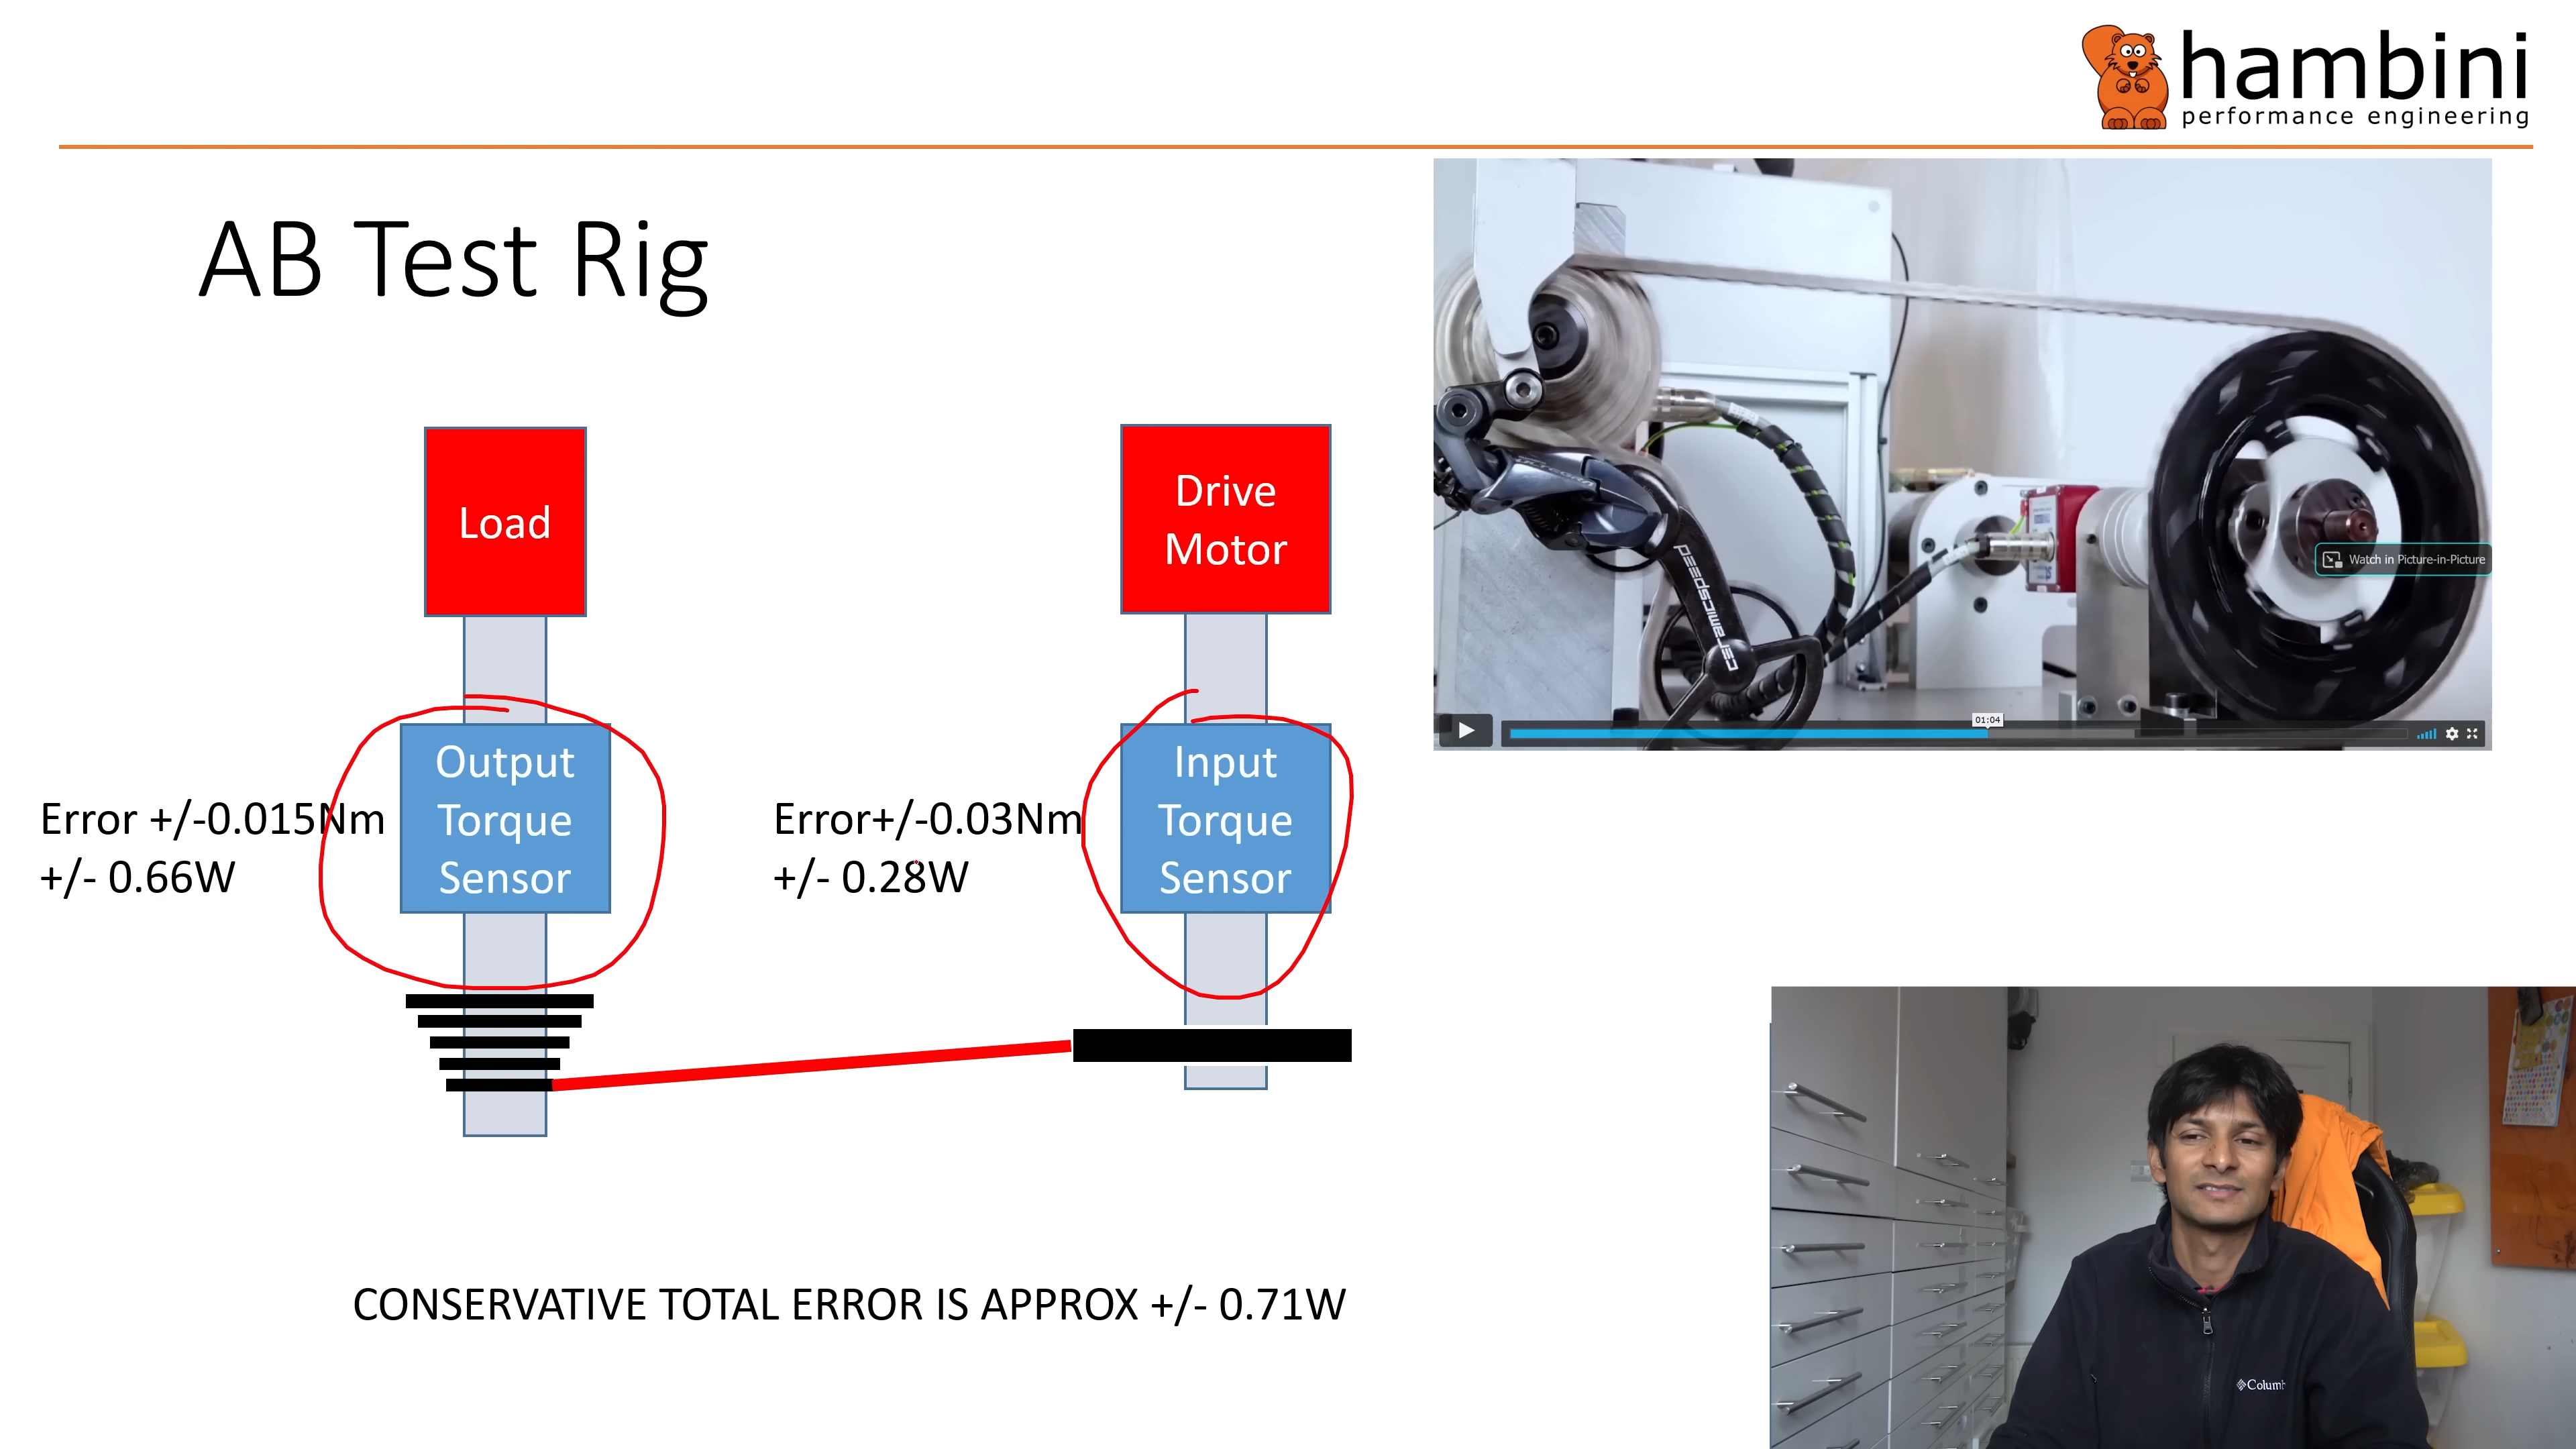 hambini
performance engineering
AB Test Rig
Load
Drive
Motor
Output
Torque
Sensor
Input
Torque
Sensor
Error +/-0.015Nm
+/- 0.66W
Error+/-0.03Nm
+/- 0.28W
CERAMICSPEED
Watch in Picture-in-Picture
01:04
CONSERVATIVE TOTAL ERROR IS APPROX +/- 0.71W
Colum